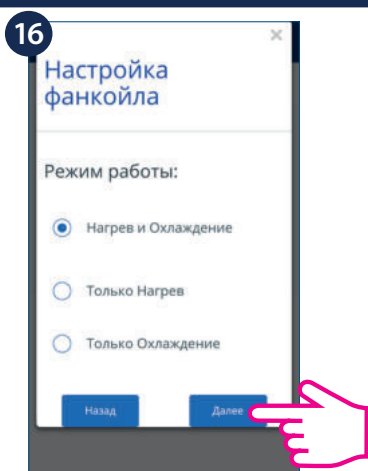 16
×
Настройка
фанкойла
Режим работы:
Нагрев и Охлаждение
Только Нагрев
Только Охлаждение
Назад
Далее